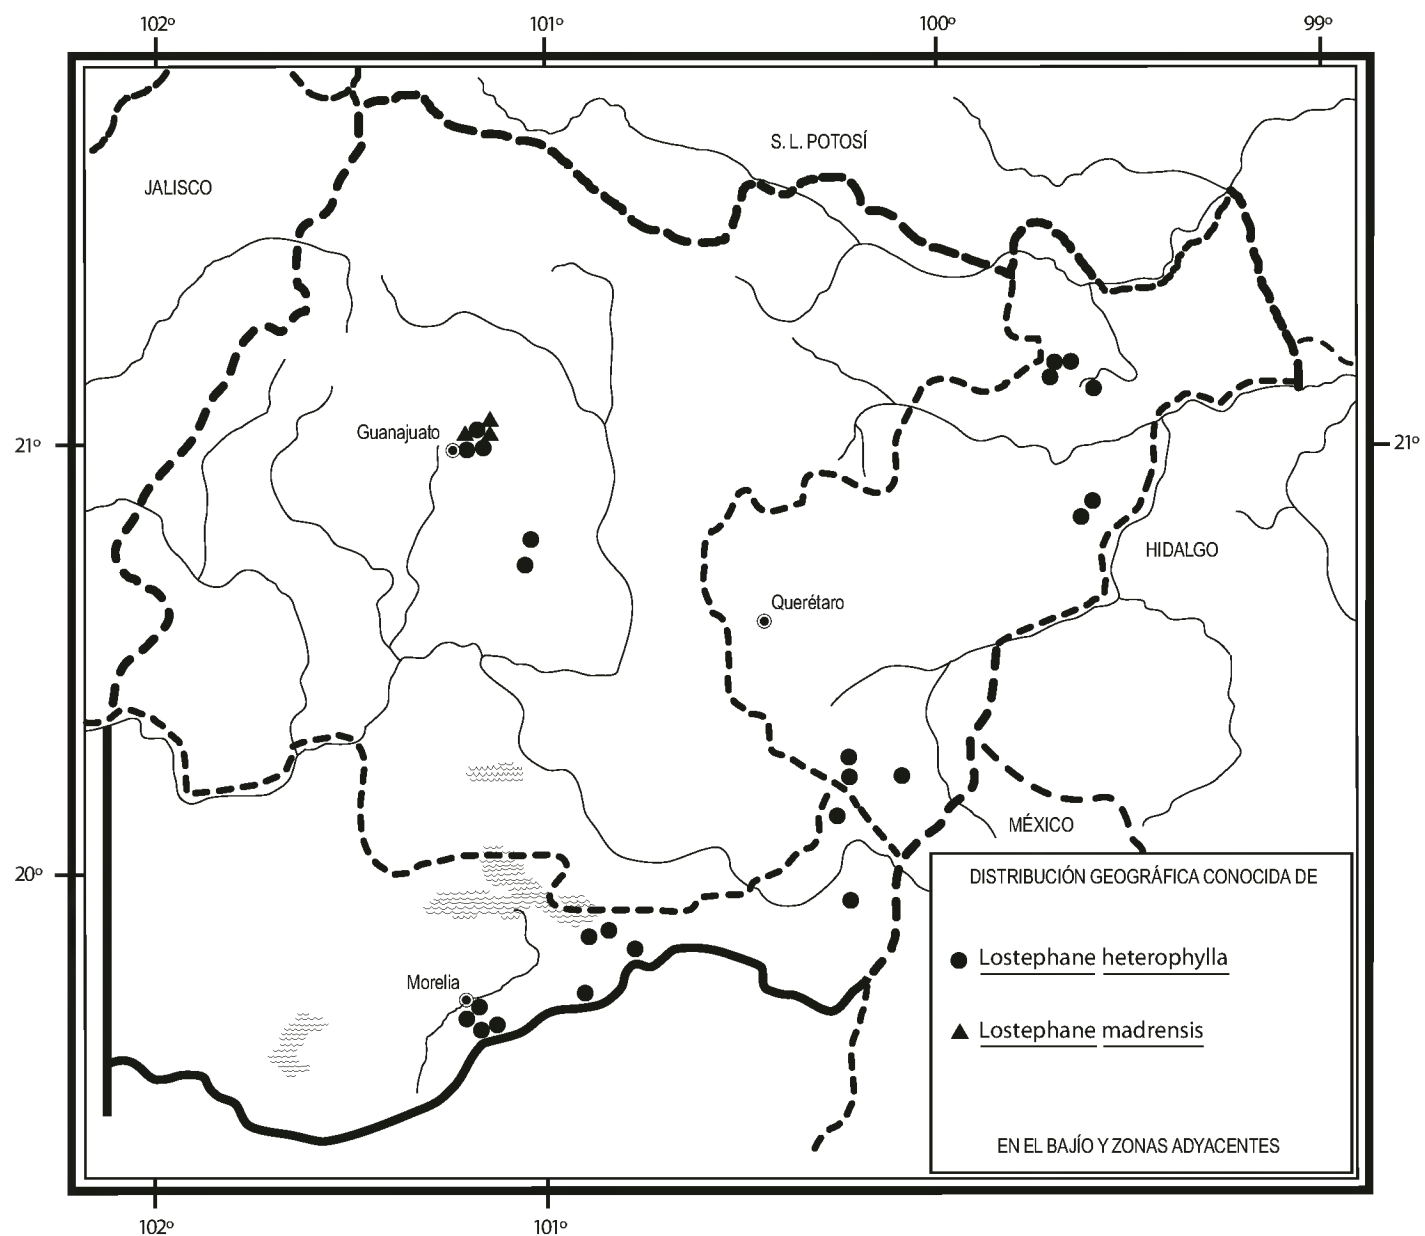 102º 101º 100º 99º
S. L. POTOSÍ
JALISCO
Guanajuato
21º
21º
HIDALGO
Querétaro
MÉXICO
20º
DISTRIBUCIÓN GEOGRÁFICA CONOCIDA DE
Lostephane heterophylla
Morelia
Lostephane madrensis
EN EL BAJÍO Y ZONAS ADYACENTES
102º 101º